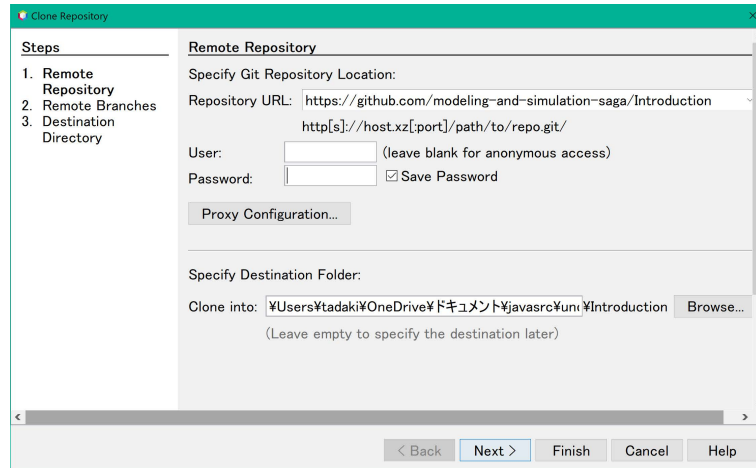 Clone Repository
Steps
1. Remote
Repository
2. Remote Branches
3. Destination
Directory
Remote Repository
Specify Git Repository Location:
Repository URL: https://github.com/modeling-and-simulation-saga/Introduction
http[s]://host.xz[:port]/path/to/repo.git/
User: (leave blank for anonymous access)
Password: Save Password
Proxy Configuration...
Specify Destination Folder:
Clone into: ¥Users¥tadaki¥OneDrive¥ドキュメント¥javasrc¥ ¥Introduction Browse...
(Leave empty to specify the destination later)
< Back Next > Finish Cancel Help